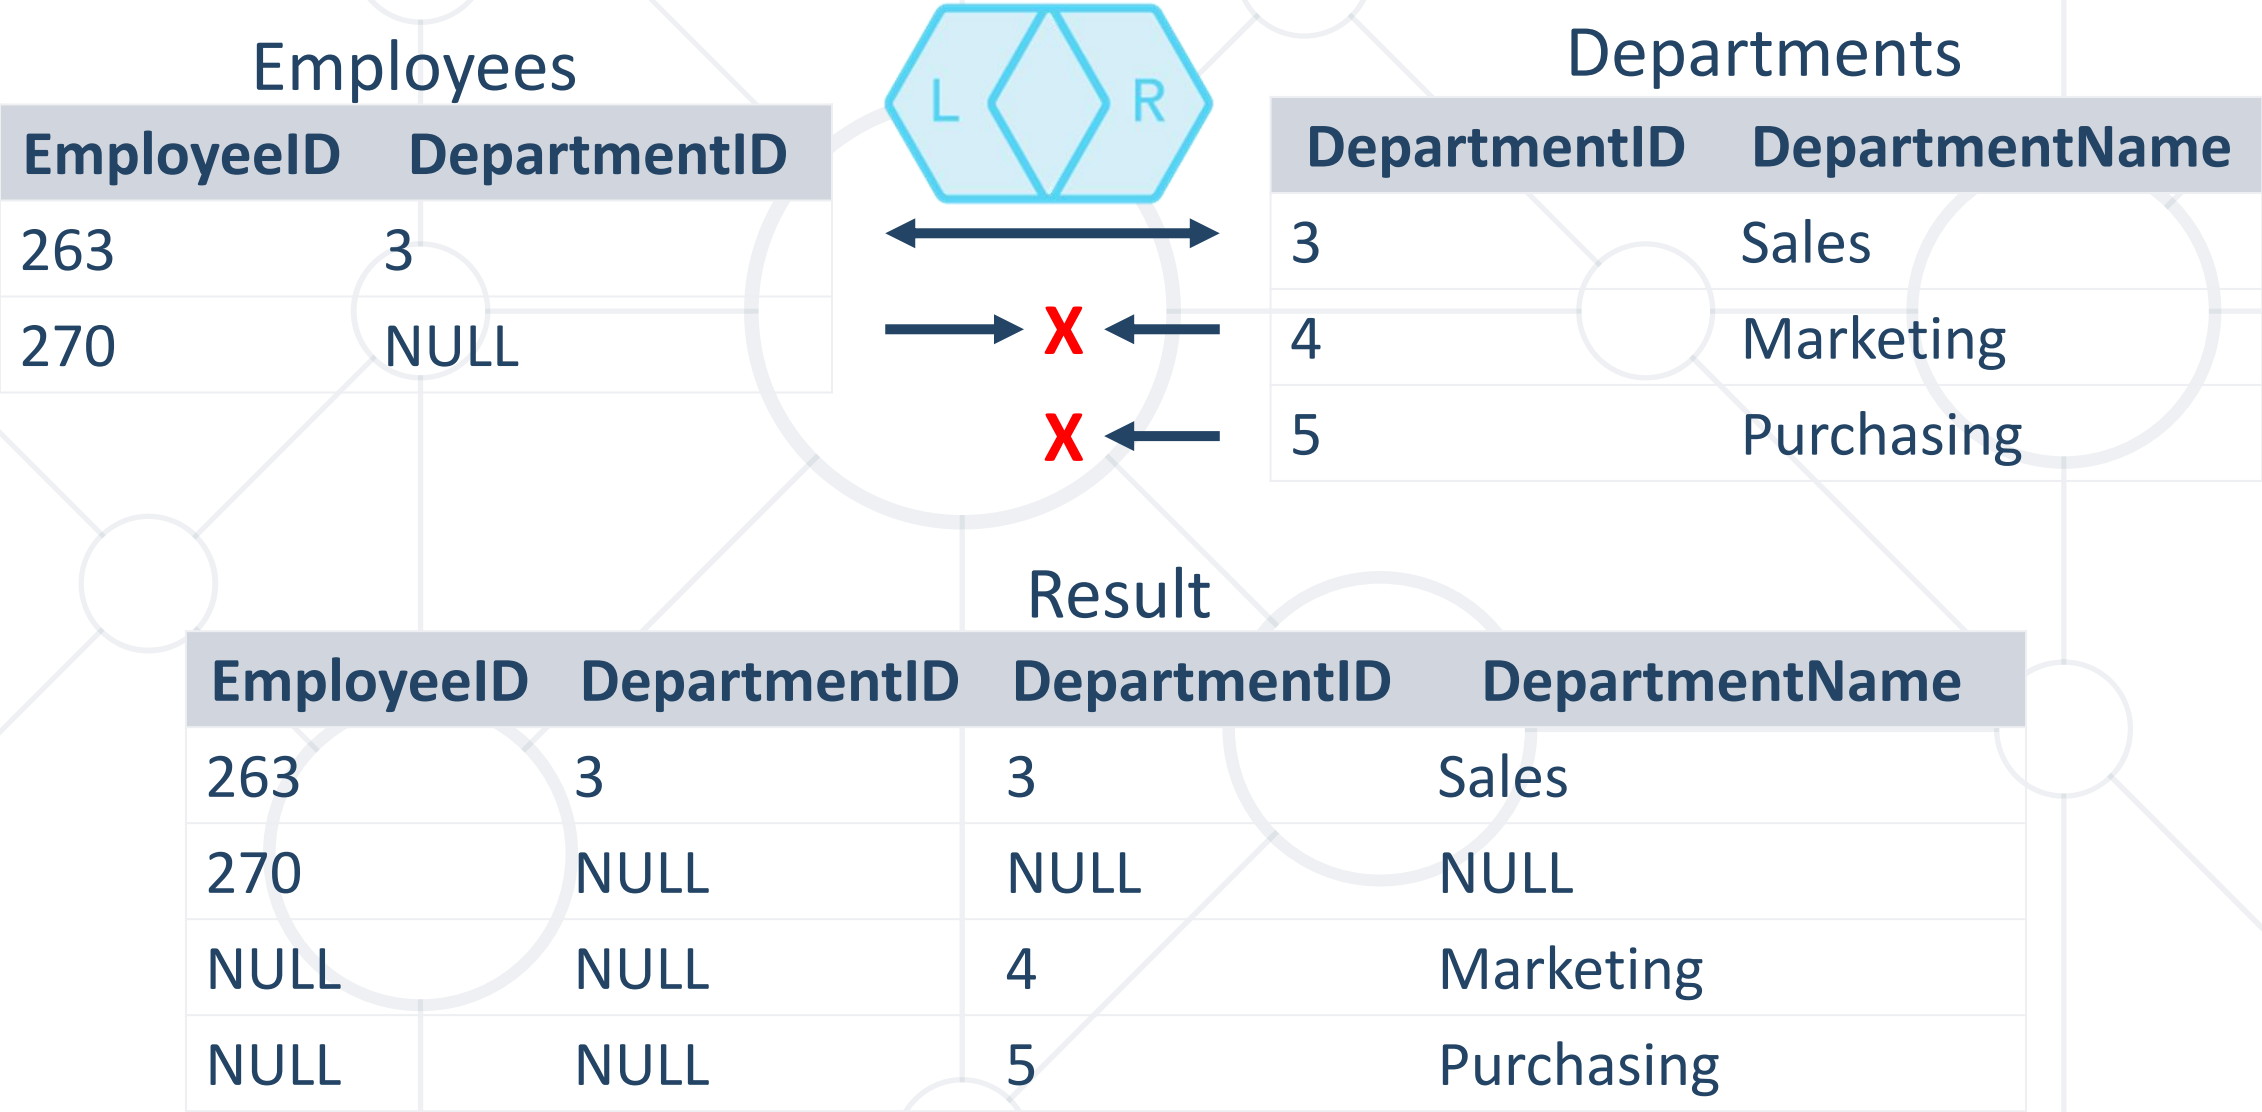 Employees
EmployeeID DepartmentID
263 3
270 NULL
L R
X
X
Departments
DepartmentID DepartmentName
3 Sales
4 Marketing
5 Purchasing
Result
EmployeeID DepartmentID DepartmentID DepartmentName
263 3 3 Sales
270 NULL NULL NULL
NULL NULL 4 Marketing
NULL NULL 5 Purchasing